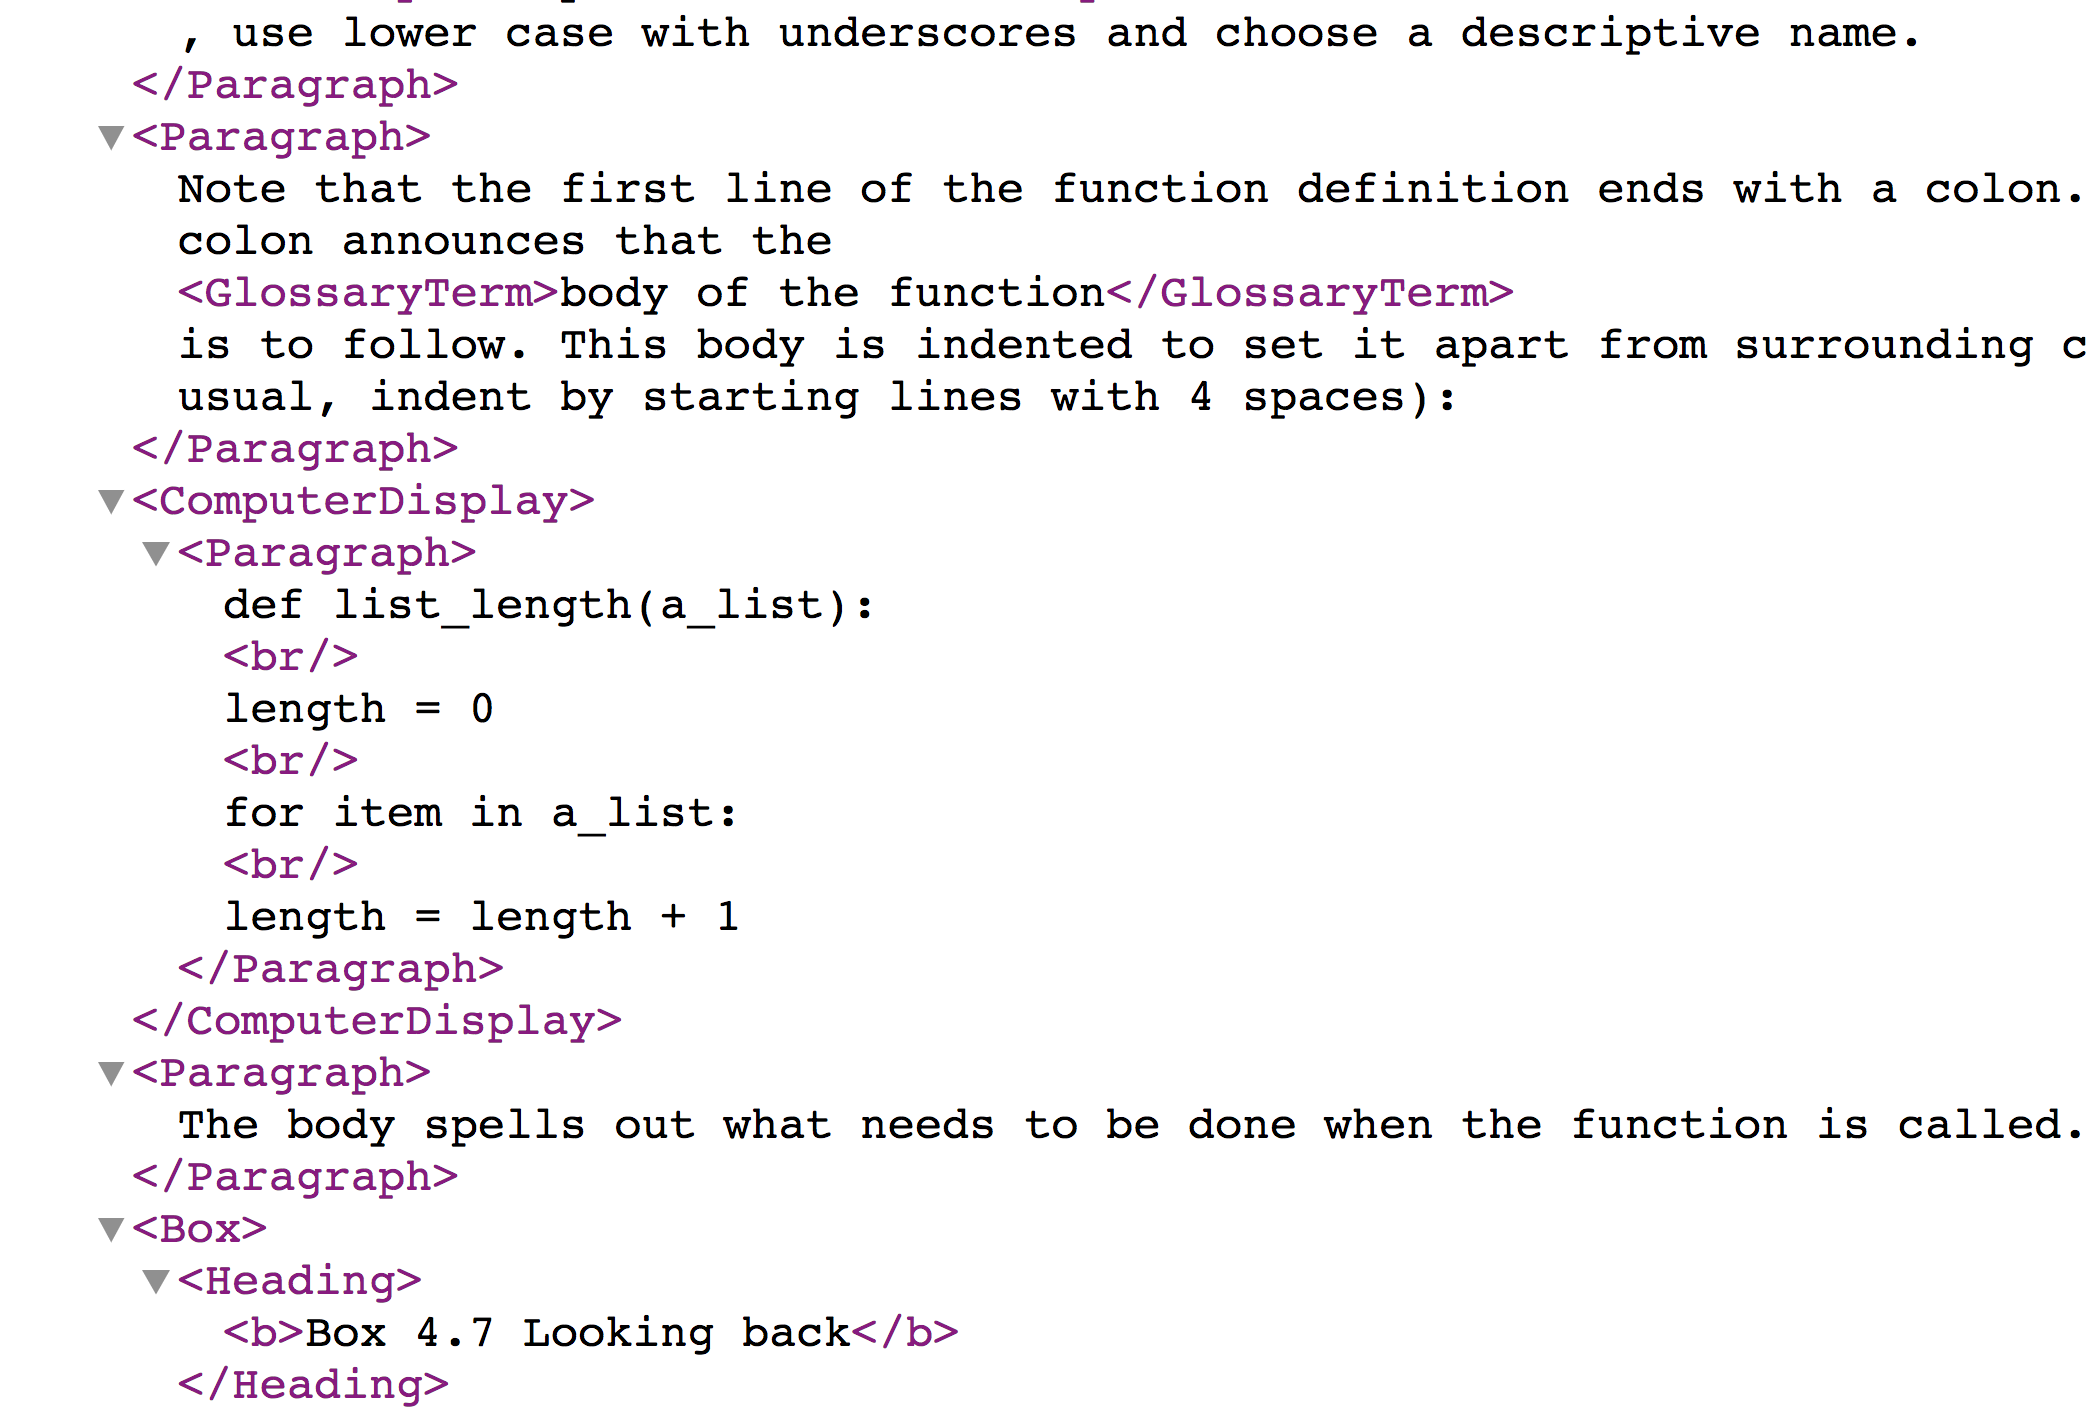 , use lower case with underscores and choose a descriptive name.
</Paragraph>
<Paragraph>
Note that the first line of the function definition ends with a colon.
colon announces that the
<GlossaryTerm>body of the function</GlossaryTerm>
is to follow. This body is indented to set it apart from surrounding
usual, indent by starting lines with 4 spaces):
</Paragraph>
<ComputerDisplay>
<Paragraph>
def list_length(a_list):
<br/>
length = 0
<br/>
for item in a_list:
<br/>
length = length + 1
</Paragraph>
</ComputerDisplay>
<Paragraph>
The body spells out what needs to be done when the function is called.
</Paragraph>
<Box>
<Heading>
<b>Box 4.7 Looking back</b>
</Heading>